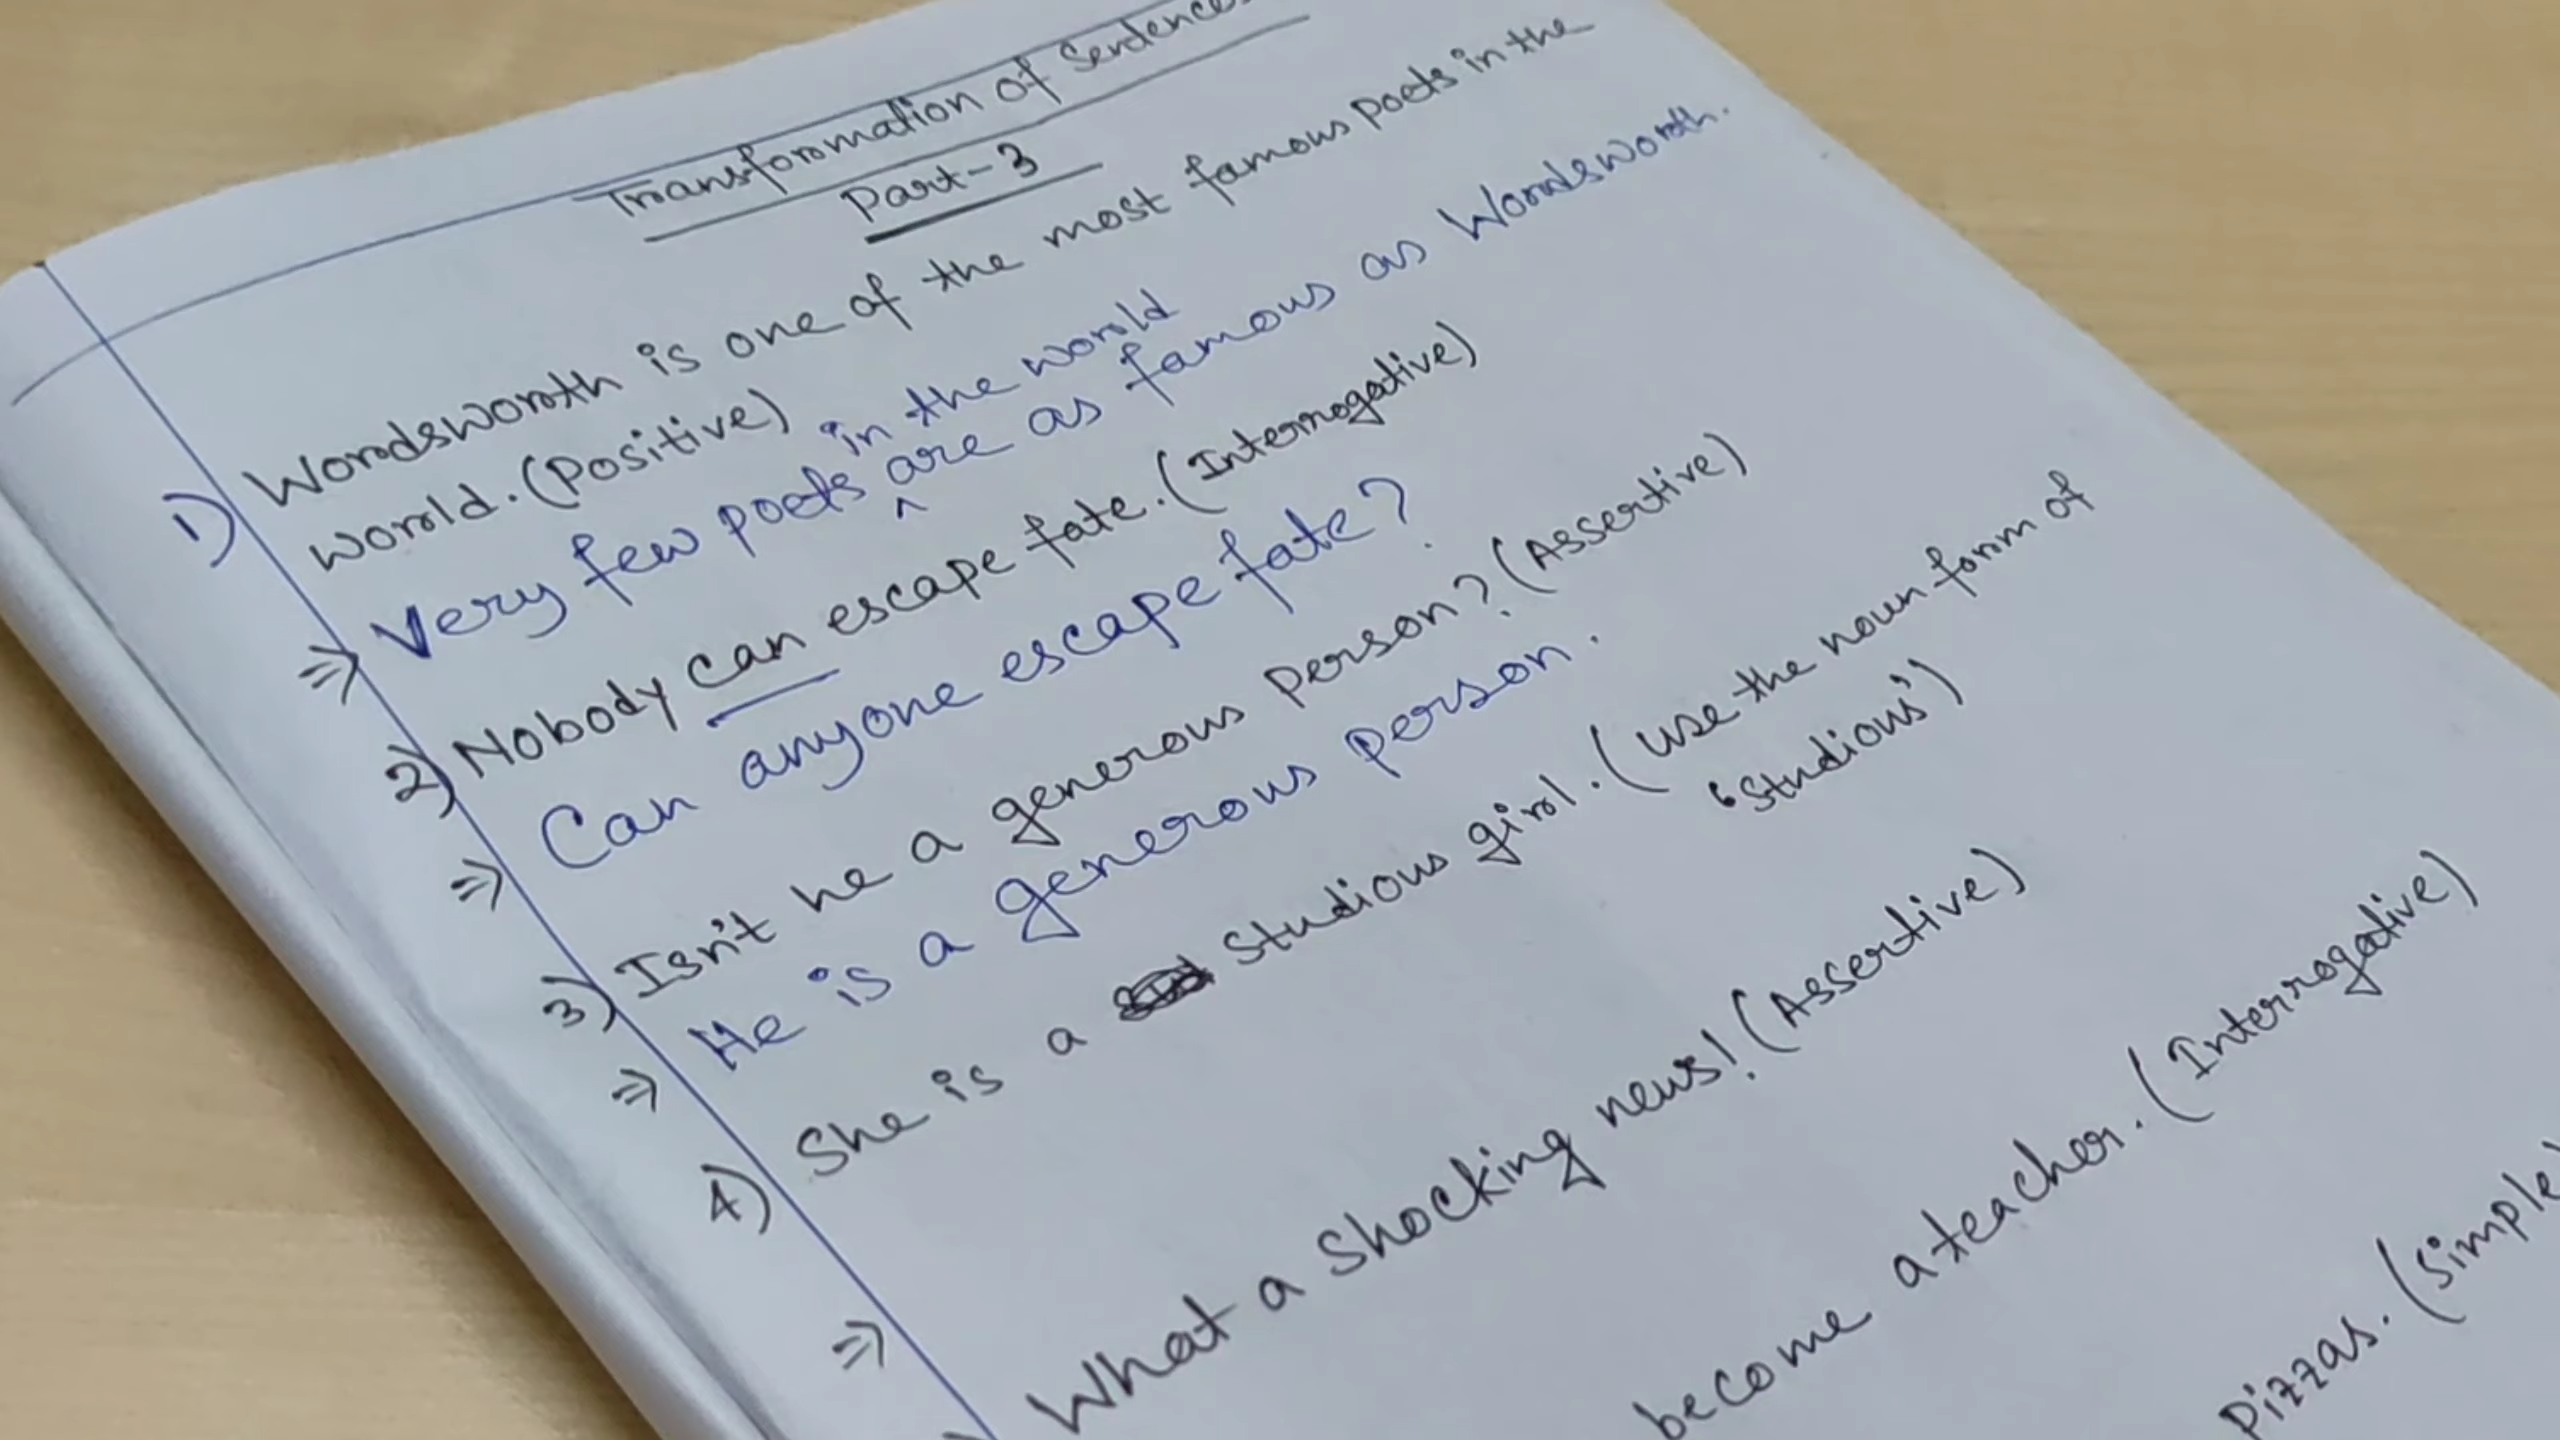 Transformation of Sentences
Part-3
1) Wordsworth is one of the most famous poets in the
world. (Positive)
in the world
⇒ Very few poets ^ are as famous as Wordsworth.
2) Nobody can escape fate. (Interrogative)
⇒ Can anyone escape fate?
3) Isn't he a generous person? (Assertive)
⇒ He is a generous person.
4) She is a studious girl. (use the noun form of
'Studious')
⇒
What a Shocking news! (Assertive)
become a teacher. (Interrogative)
Pizzas. (Simple)